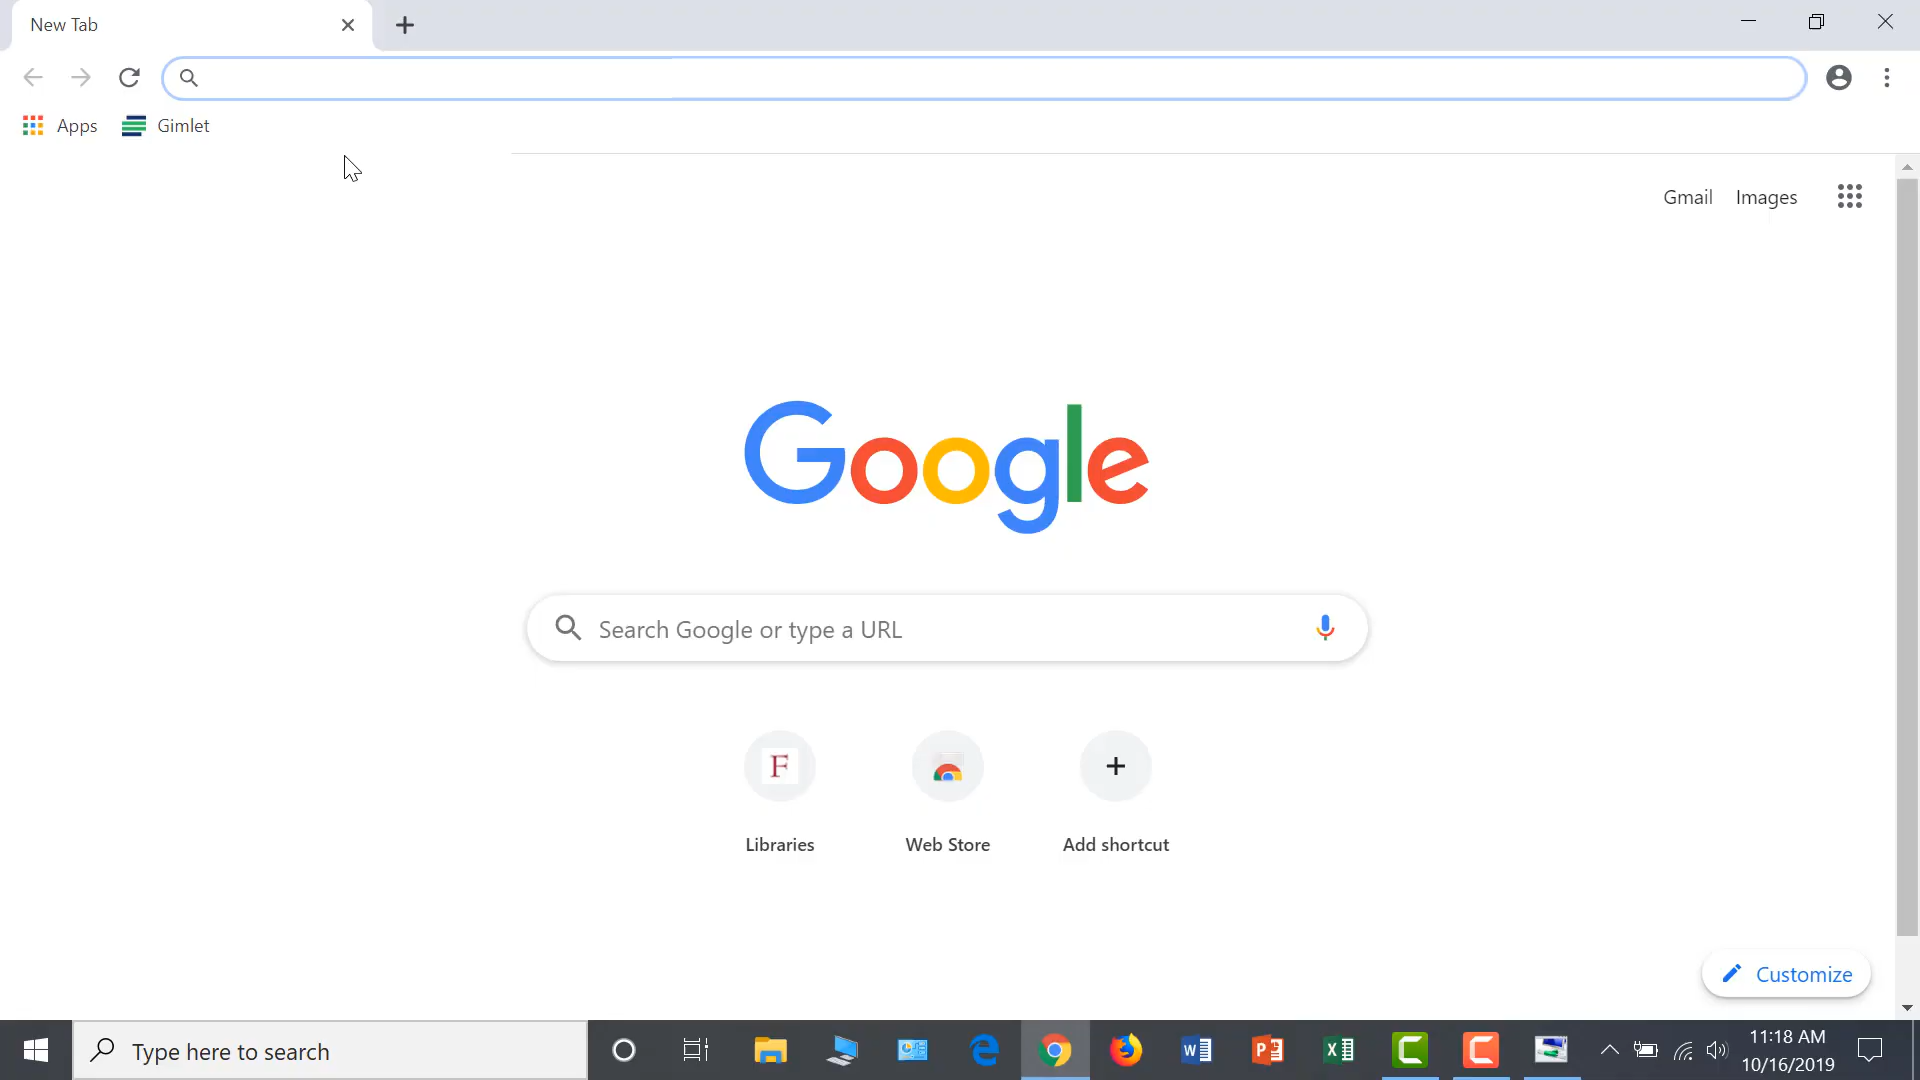 New Tab
Apps
Gimlet
Gmail
Images
Google
Search Google or type a URL
F
Libraries
Web Store
Add shortcut
Customize
Type here to search
11:18 AM
10/16/2019